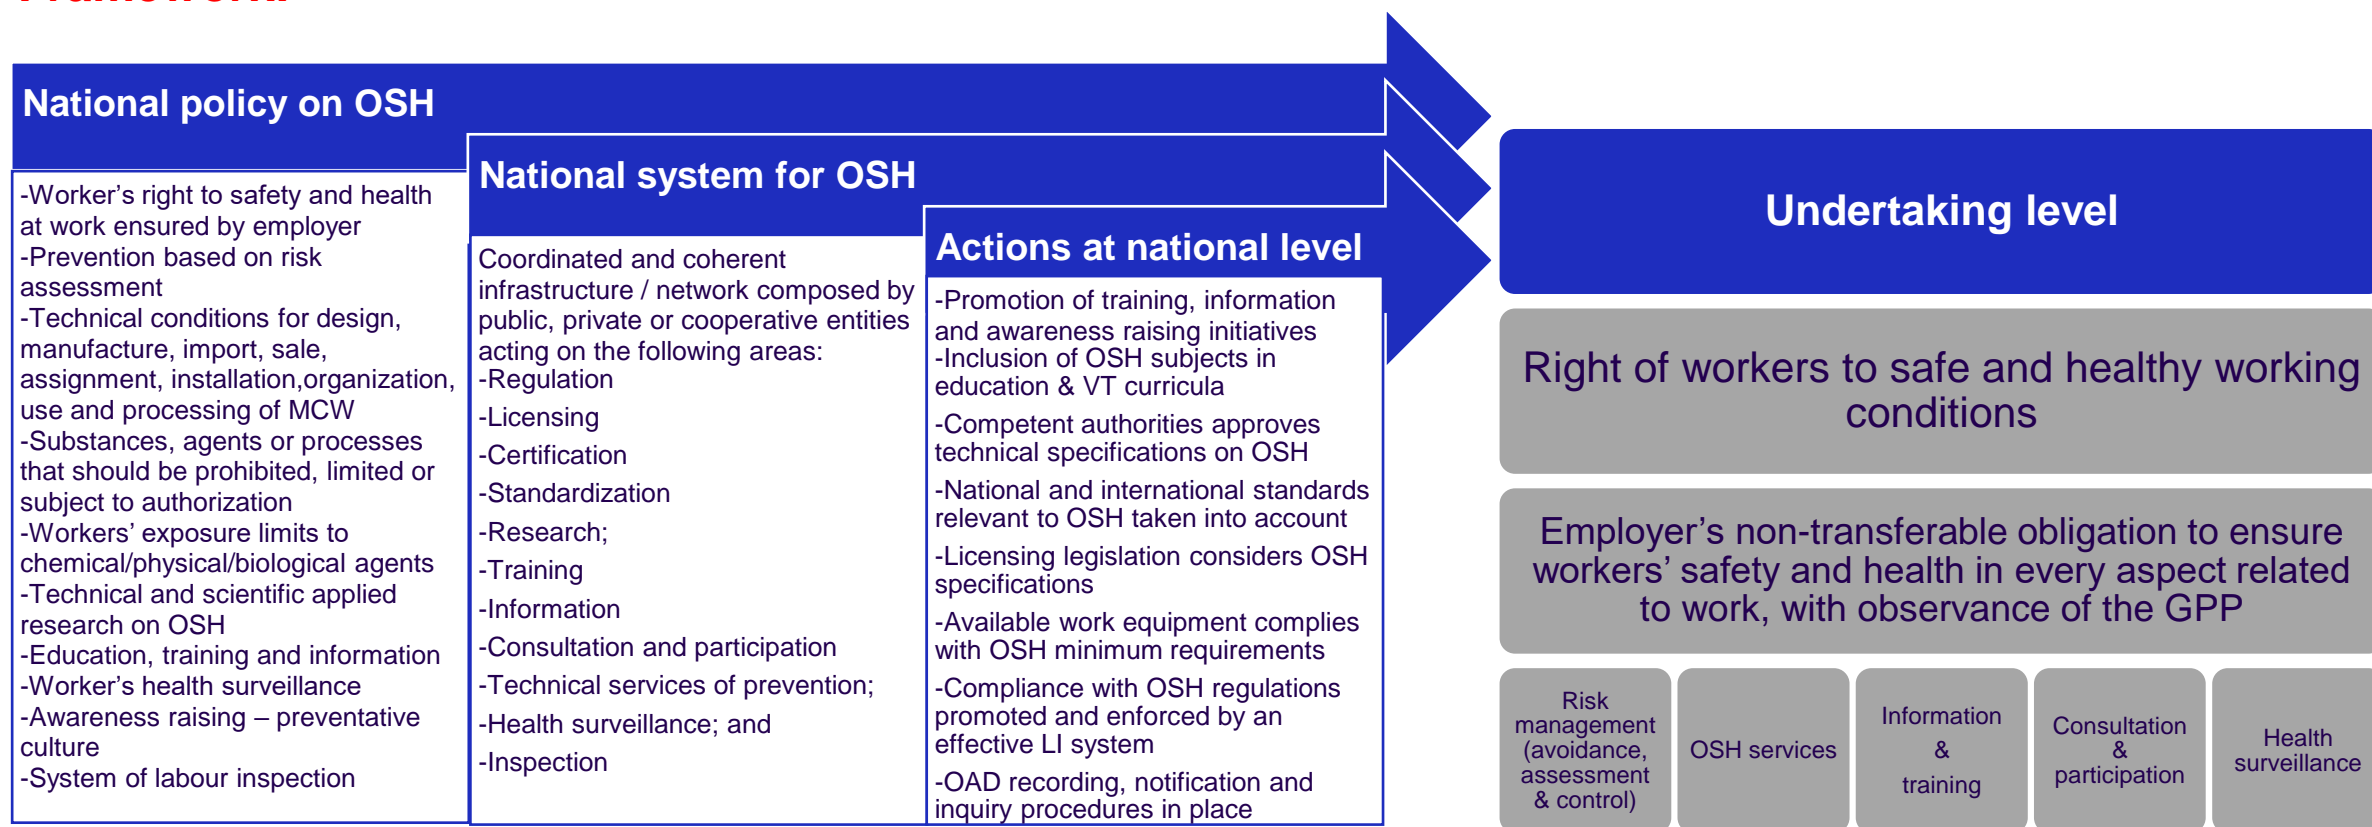 National policy on OSH
-Worker’s right to safety and health
at work ensured by employer
-Prevention based on risk
assessment
-Technical conditions for design,
manufacture, import, sale,
assignment, installation,organization,
use and processing of MCW
-Substances, agents or processes
that should be prohibited, limited or
subject to authorization
-Workers’ exposure limits to
chemical/physical/biological agents
-Technical and scientific applied
research on OSH
-Education, training and information
-Worker’s health surveillance
-Awareness raising – preventative
culture
-System of labour inspection
National system for OSH
Coordinated and coherent
infrastructure / network composed by
public, private or cooperative entities
acting on the following areas:
-Regulation
-Licensing
-Certification
-Standardization
-Research;
-Training
-Information
-Consultation and participation
-Technical services of prevention;
-Health surveillance; and
-Inspection
Actions at national level
-Promotion of training, information
and awareness raising initiatives
-Inclusion of OSH subjects in
education & VT curricula
-Competent authorities approves
technical specifications on OSH
-National and international standards
relevant to OSH taken into account
-Licensing legislation considers OSH
specifications
-Available work equipment complies
with OSH minimum requirements
-Compliance with OSH regulations
promoted and enforced by an
effective LI system
-OAD recording, notification and
inquiry procedures in place
Undertaking level
Right of workers to safe and healthy working
conditions
Employer’s non-transferable obligation to ensure
workers’ safety and health in every aspect related
to work, with observance of the GPP
Risk
management
(avoidance,
assessment
& control)
OSH services
Information
&
training
Consultation
&
participation
Health
surveillance